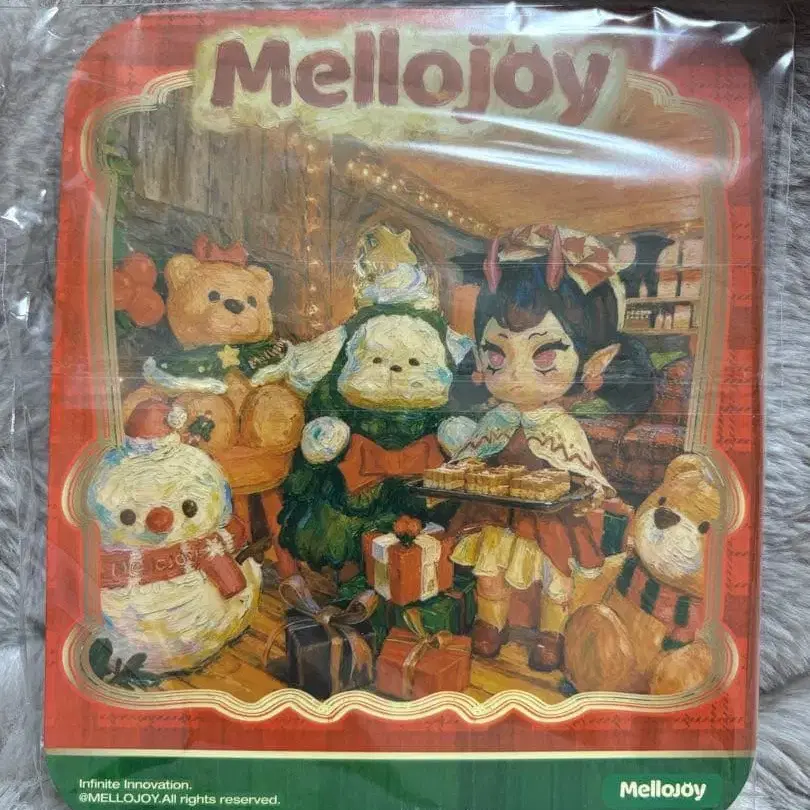 Mellojoy
Infinite Innovation.
@MELLOJOY.All rights reserved.
MelloJOY